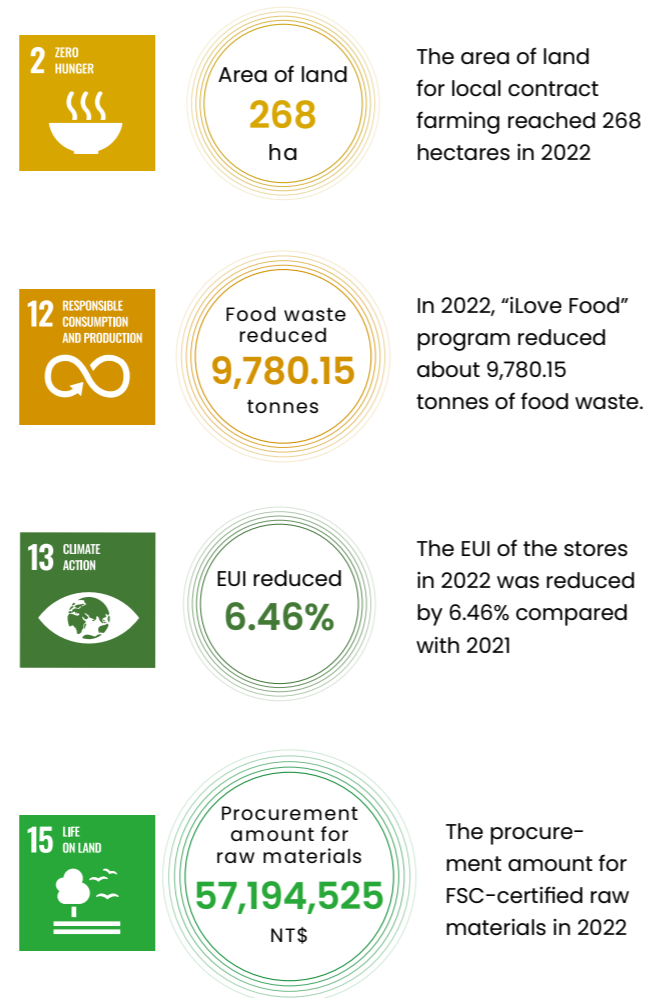 2 ZERO
HUNGER
Area of land
268
ha
The area of land
for local contract
farming reached 268
hectares in 2022
12 RESPONSIBLE
CONSUMPTION
AND PRODUCTION
Food waste
reduced
9,780.15
tonnes
In 2022, “iLove Food”
program reduced
about 9,780.15
tonnes of food waste.
13 CLIMATE
ACTION
EUI reduced
6.46%
The EUI of the stores
in 2022 was reduced
by 6.46% compared
with 2021
15 LIFE
ON LAND
Procurement
amount for
raw materials
57,194,525
NT$
The procure-
ment amount for
FSC-certified raw
materials in 2022